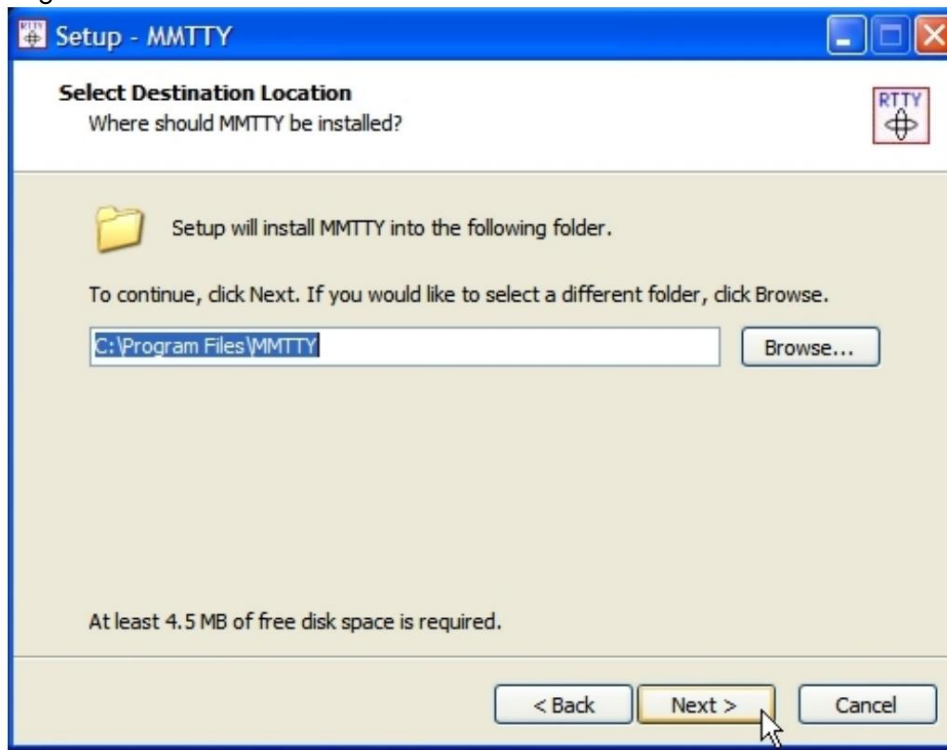 Setup - MMTTY
Select Destination Location
Where should MMTTY be installed?
RTTY
Setup will install MMTTY into the following folder.
To continue, click Next. If you would like to select a different folder, click Browse.
C:\Program Files\MMTTY
Browse...
At least 4.5 MB of free disk space is required.
< Back
Next >
Cancel